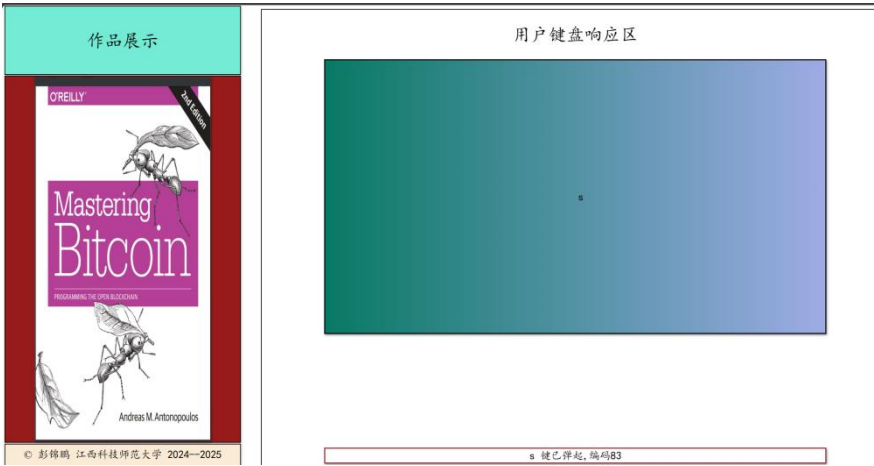 作品展示
O'REILLY®
2nd Edition
Mastering
Bitcoin
PROGRAMMING THE OPEN BLOCKCHAIN
Andreas M. Antonopoulos
© 彭锦鹏 江西科技师范大学 2024--2025
用户键盘响应区
s
s 键已弹起,编码83